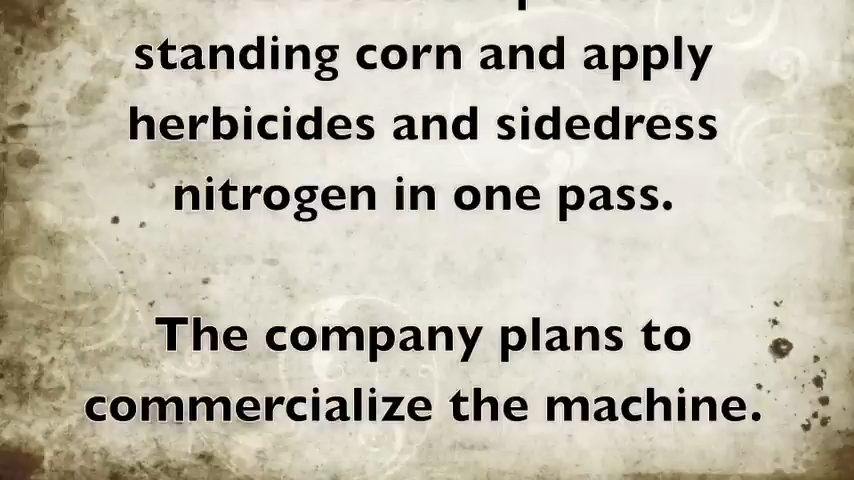 standing corn and apply
herbicides and sidedress
nitrogen in one pass.
The company plans to
commercialize the machine.